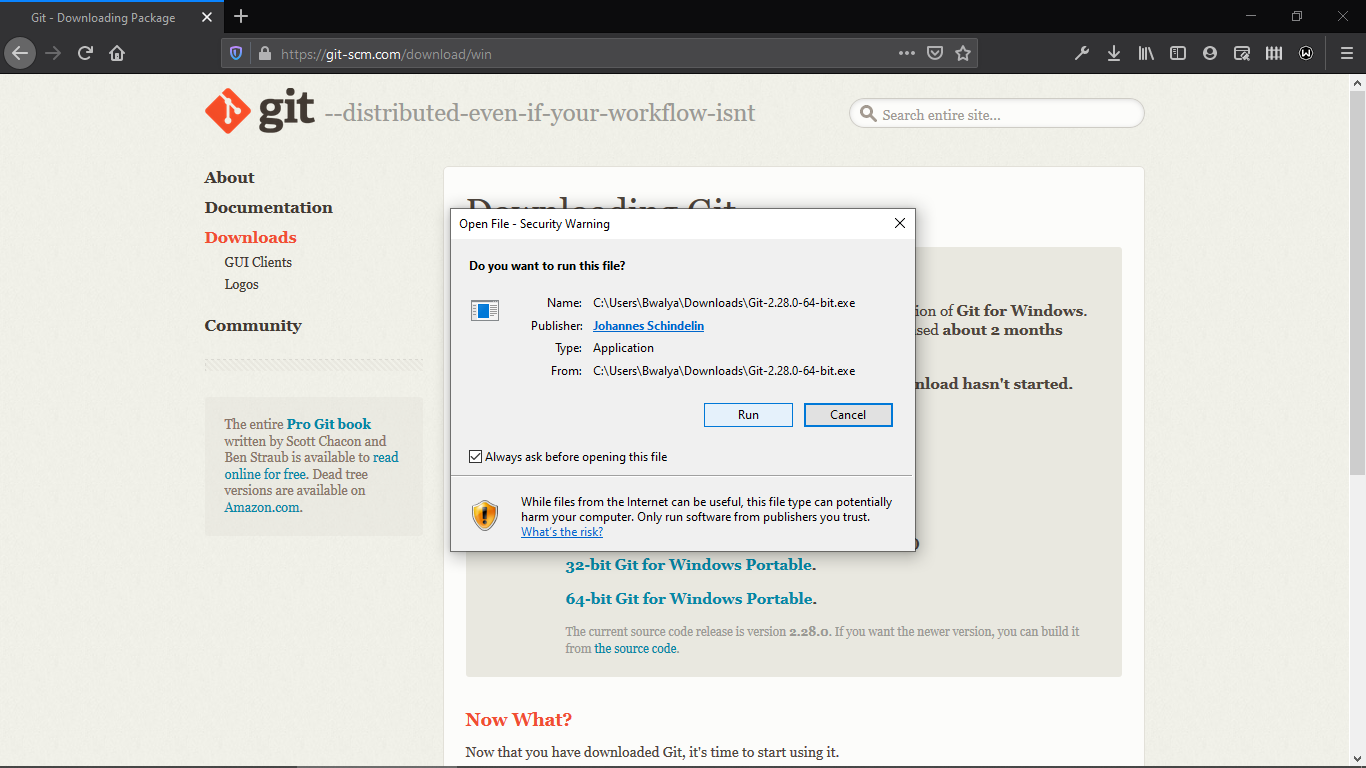 Git - Downloading Package
https://git-scm.com/download/win
git --distributed-even-if-your-workflow-isnt
Search entire site...
About
Documentation
Downloads
GUI Clients
Logos
Community
The entire Pro Git book
written by Scott Chacon and
Ben Straub is available to read
online for free. Dead tree
versions are available on
Amazon.com.
Downloading Git
Open File - Security Warning
Do you want to run this file?
Name: C:\Users\Bwalya\Downloads\Git-2.28.0-64-bit.exe
Publisher: Johannes Schindelin
Type: Application
From: C:\Users\Bwalya\Downloads\Git-2.28.0-64-bit.exe
Run
Cancel
Always ask before opening this file
While files from the Internet can be useful, this file type can potentially
harm your computer. Only run software from publishers you trust.
What's the risk?
of Git for Windows.
about 2 months
hasn't started.
32-bit Git for Windows Portable.
64-bit Git for Windows Portable.
The current source code release is version 2.28.0. If you want the newer version, you can build it
from the source code.
Now What?
Now that you have downloaded Git, it's time to start using it.